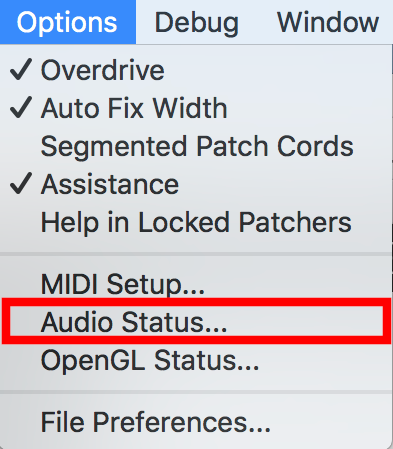 Options Debug Window
✓ Overdrive
✓ Auto Fix Width
Segmented Patch Cords
✓ Assistance
Help in Locked Patchers
MIDI Setup...
Audio Status...
OpenGL Status...
File Preferences...